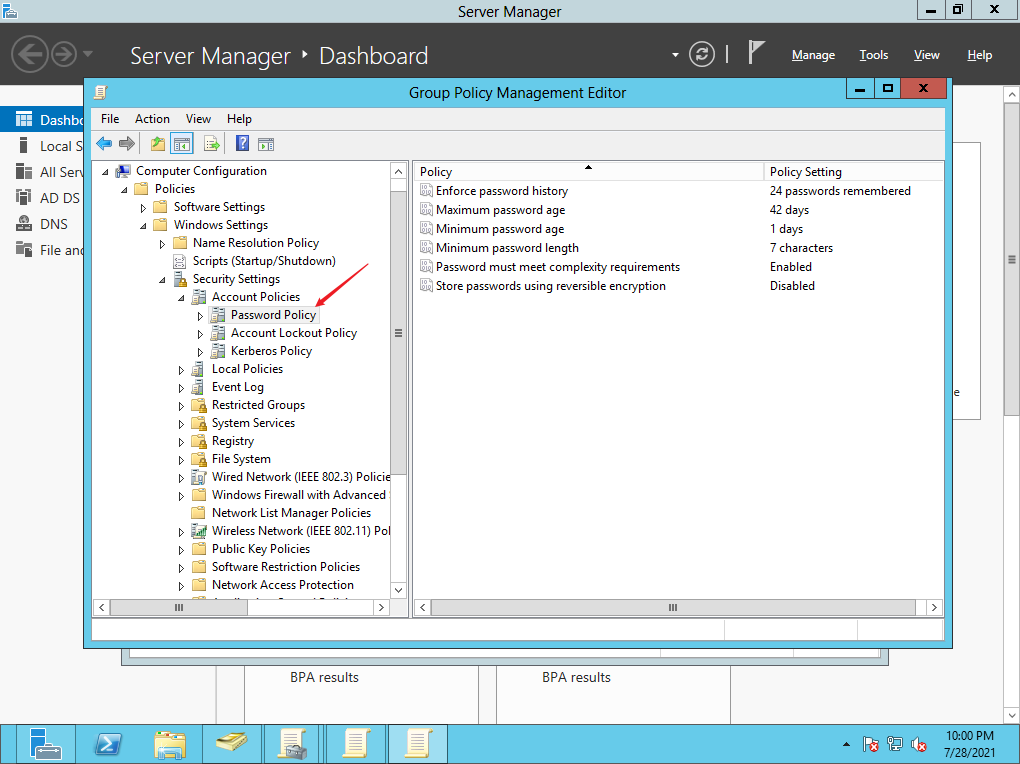 Server Manager
Server Manager Dashboard
Manage Tools View Help
Dashbo
Local S
All Serv
AD DS
DNS
File and
Group Policy Management Editor
File Action View Help
Computer Configuration
Policies
Software Settings
Windows Settings
Name Resolution Policy
Scripts (Startup/Shutdown)
Security Settings
Account Policies
Password Policy
Account Lockout Policy
Kerberos Policy
Local Policies
Event Log
Restricted Groups
System Services
Registry
File System
Wired Network (IEEE 802.3) Policie
Windows Firewall with Advanced
Network List Manager Policies
Wireless Network (IEEE 802.11) Pol
Public Key Policies
Software Restriction Policies
Network Access Protection
Policy Policy Setting
Enforce password history 24 passwords remembered
Maximum password age 42 days
Minimum password age 1 days
Minimum password length 7 characters
Password must meet complexity requirements Enabled
Store passwords using reversible encryption Disabled
e
BPA results BPA results
10:00 PM
7/28/2021